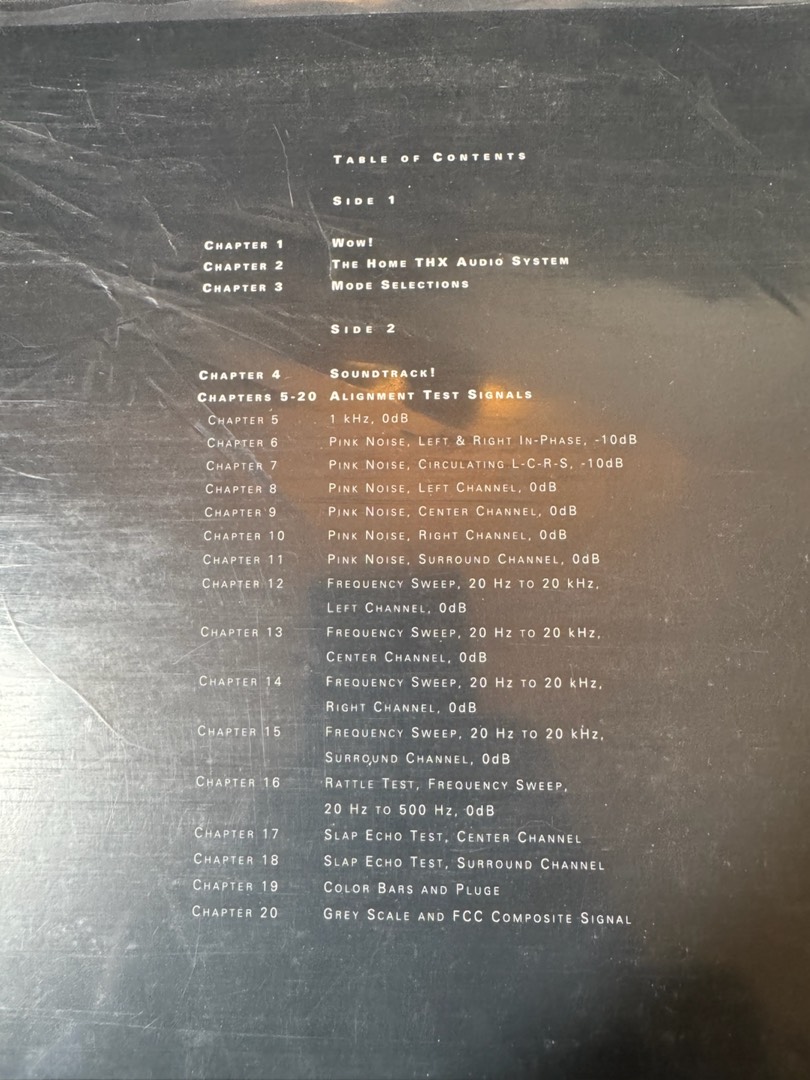 TABLE OF CONTENTS
SIDE 1
CHAPTER 1 WOW!
CHAPTER 2 THE HOME THX AUDIO SYSTEM
CHAPTER 3 MODE SELECTIONS
SIDE 2
CHAPTER 4 SOUNDTRACK!
CHAPTERS 5-20 ALIGNMENT TEST SIGNALS
CHAPTER 5 1 kHz, 0dB
CHAPTER 6 PINK NOISE, LEFT & RIGHT IN-PHASE, -10dB
CHAPTER 7 PINK NOISE, CIRCULATING L-C-R-S, -10dB
CHAPTER 8 PINK NOISE, LEFT CHANNEL, 0dB
CHAPTER 9 PINK NOISE, CENTER CHANNEL, 0dB
CHAPTER 10 PINK NOISE, RIGHT CHANNEL, 0dB
CHAPTER 11 PINK NOISE, SURROUND CHANNEL, 0dB
CHAPTER 12 FREQUENCY SWEEP, 20 Hz TO 20 kHz,
LEFT CHANNEL, 0dB
CHAPTER 13 FREQUENCY SWEEP, 20 Hz TO 20 kHz,
CENTER CHANNEL, 0dB
CHAPTER 14 FREQUENCY SWEEP, 20 Hz TO 20 kHz,
RIGHT CHANNEL, 0dB
CHAPTER 15 FREQUENCY SWEEP, 20 Hz TO 20 kHz,
SURROUND CHANNEL, 0dB
CHAPTER 16 RATTLE TEST, FREQUENCY SWEEP,
20 Hz TO 500 Hz, 0dB
CHAPTER 17 SLAP ECHO TEST, CENTER CHANNEL
CHAPTER 18 SLAP ECHO TEST, SURROUND CHANNEL
CHAPTER 19 COLOR BARS AND PLUGE
CHAPTER 20 GREY SCALE AND FCC COMPOSITE SIGNAL